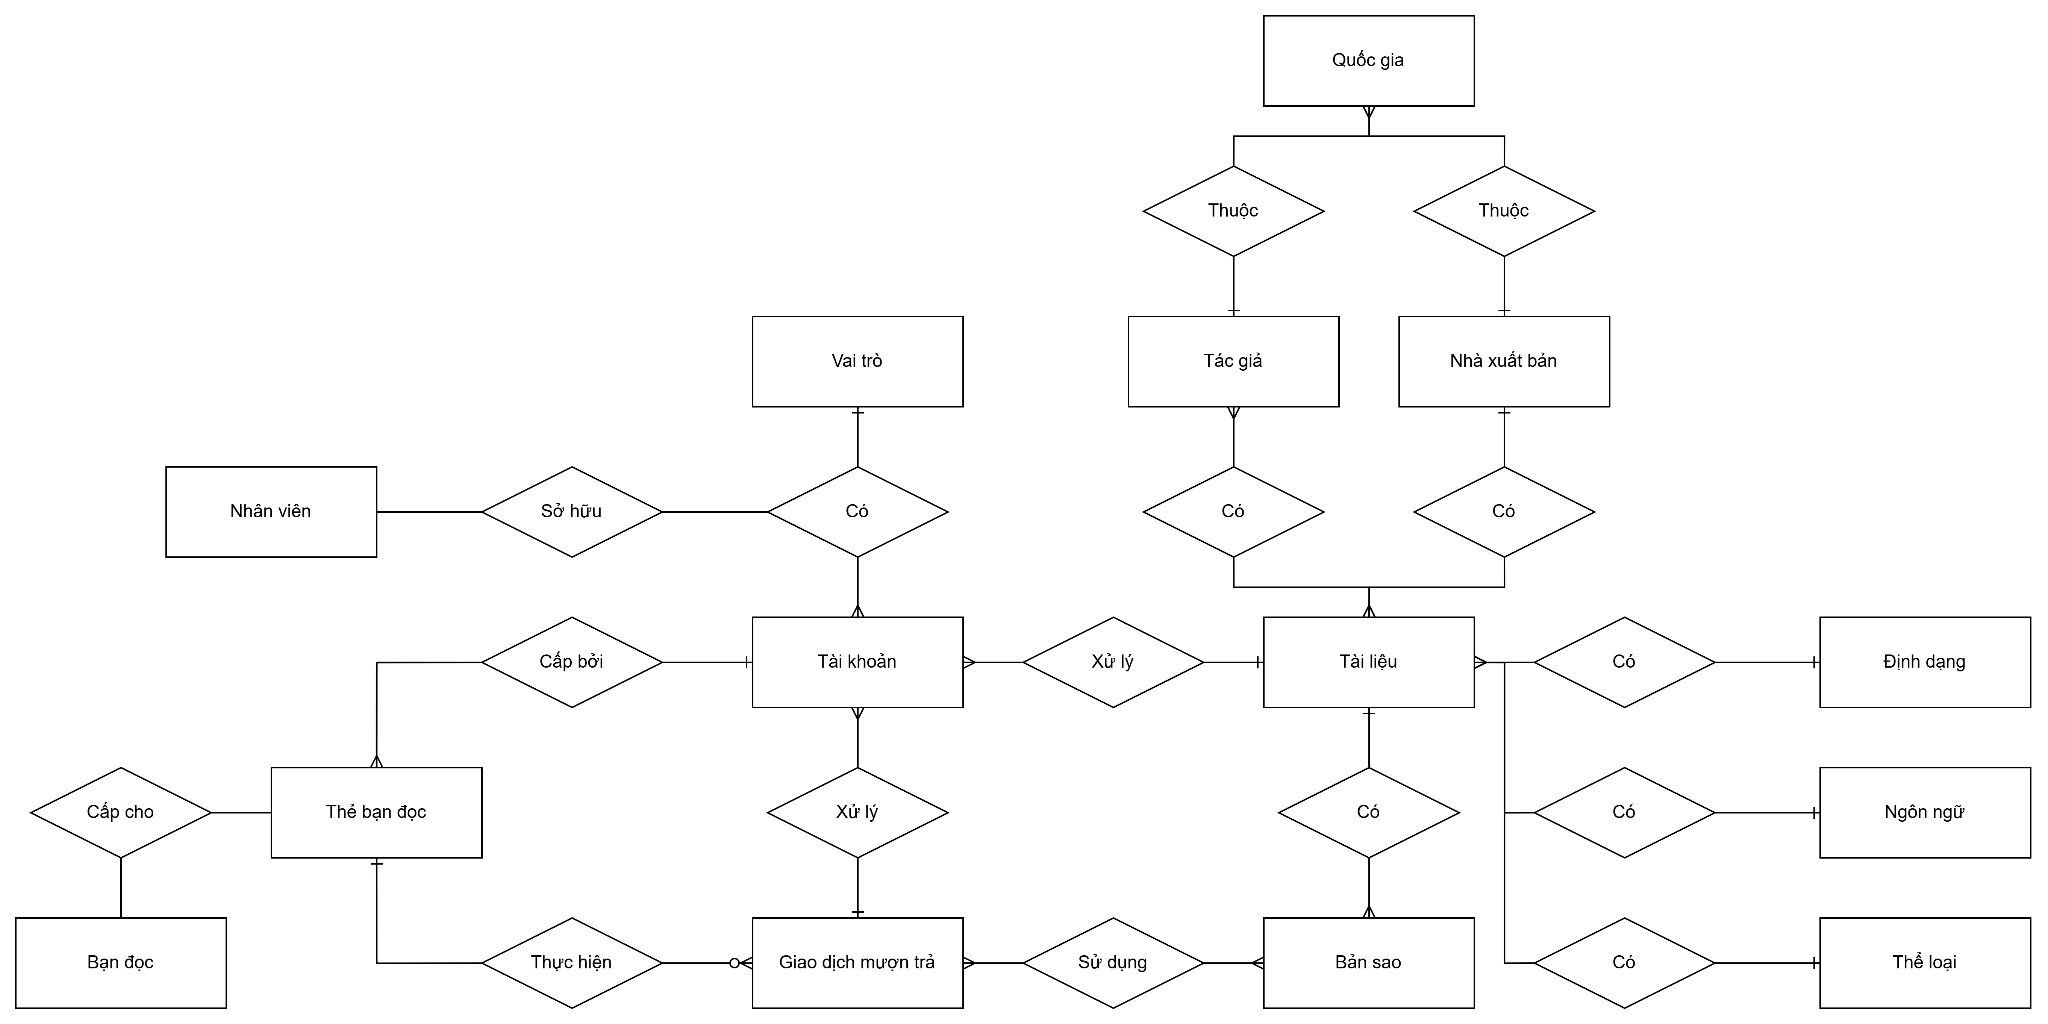 Quốc gia
Thuộc
Thuộc
Vai trò
Tác giả
Nhà xuất bản
Nhân viên
Sở hữu
Có
Có
Có
Cấp bởi
Tài khoản
Xử lý
Tài liệu
Có
Định dạng
Cấp cho
Thẻ bạn đọc
Xử lý
Có
Có
Ngôn ngữ
Bạn đọc
Thực hiện
Giao dịch mượn trả
Sử dụng
Bản sao
Có
Thể loại